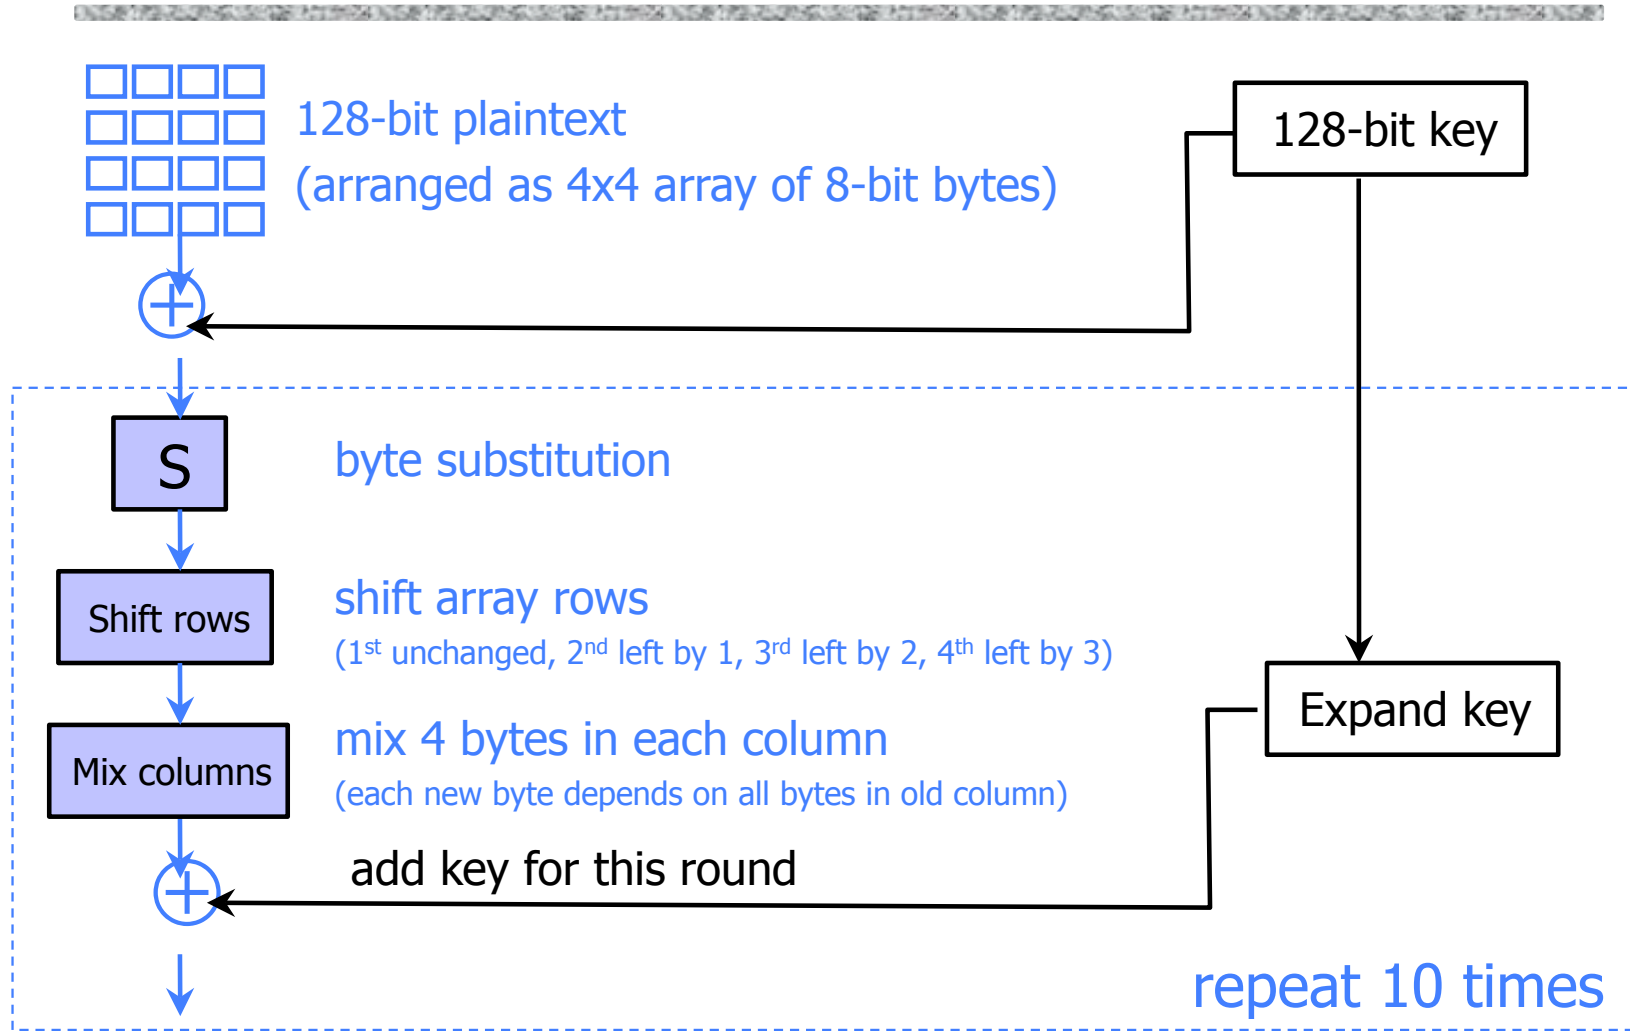 128-bit plaintext
(arranged as 4x4 array of 8-bit bytes)
128-bit key
S
byte substitution
Shift rows
shift array rows
(1st unchanged, 2nd left by 1, 3rd left by 2, 4th left by 3)
Expand key
Mix columns
mix 4 bytes in each column
(each new byte depends on all bytes in old column)
add key for this round
repeat 10 times